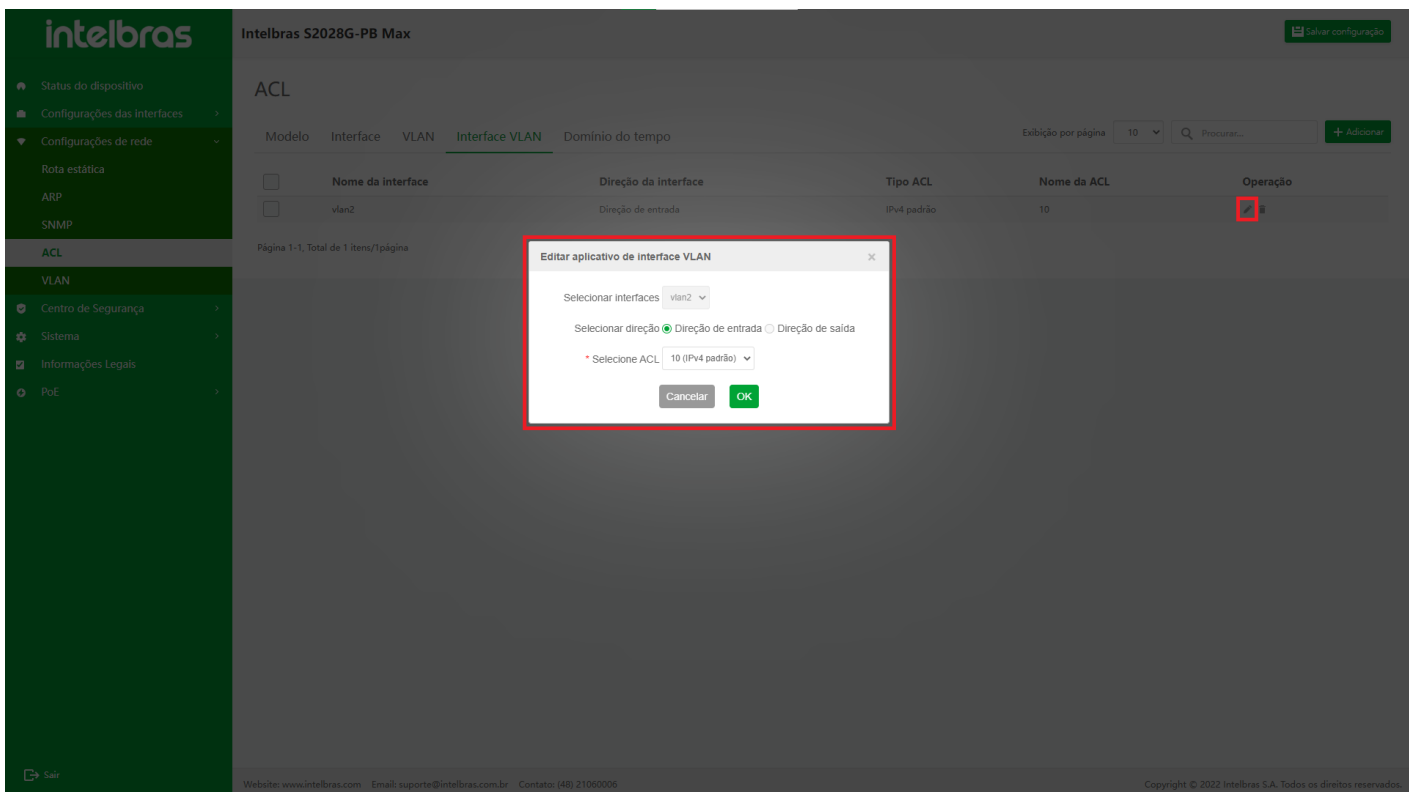 intelbras
Intelbras S2028G-PB Max
Salvar configuração
Status do dispositivo
Configurações das interfaces
Configurações de rede
Rota estática
ARP
SNMP
ACL
VLAN
Centro de Segurança
Sistema
Informações Legais
PoE
Sair
ACL
Modelo Interface VLAN Interface VLAN Domínio do tempo
Exibição por página 10 Procurar... + Adicionar
Nome da interface Direção da interface Tipo ACL Nome da ACL Operação
vlan2 Direção de entrada IPv4 padrão 10
Página 1-1, Total de 1 itens/1página
Editar aplicativo de interface VLAN ×
Selecionar interfaces vlan2
Selecionar direção Direção de entrada Direção de saída
* Selecione ACL 10 (IPv4 padrão)
Cancelar OK
Website: www.intelbras.com Email: suporte@intelbras.com.br Contato: (48) 21060006
Copyright © 2022 Intelbras S.A. Todos os direitos reservados.